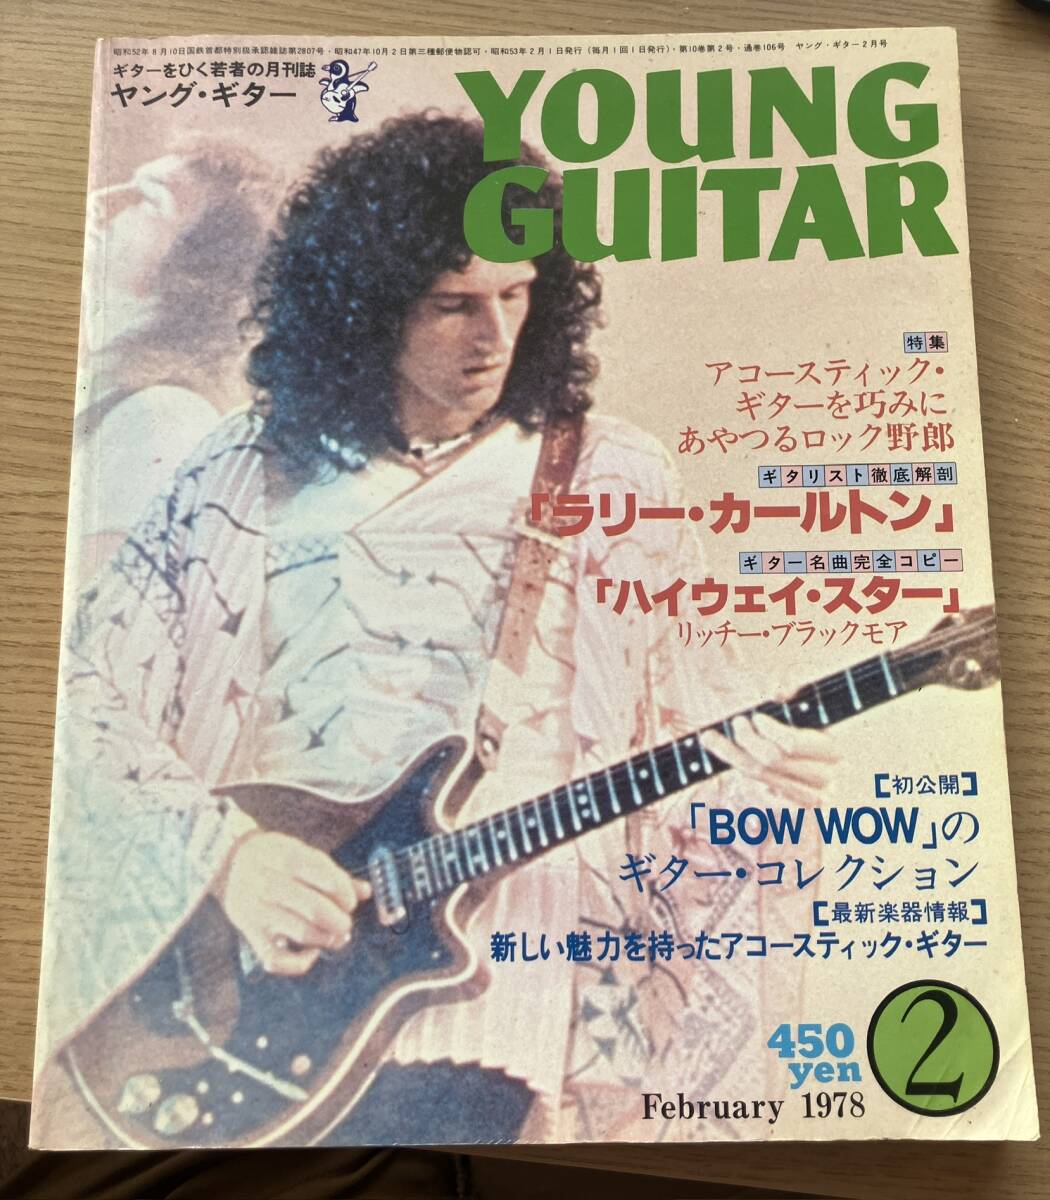 昭和52年8月10日国鉄首都特別扱承認雑誌第2807号・昭和47年10月2日第三種郵便物認可・昭和53年2月1日発行(毎月1回1日発行)・第10巻第2号・通巻106号 ヤング・ギター2月号
ギターをひく若者の月刊誌
ヤング・ギター
YOUNG
GUITAR
特集
アコースティック・
ギターを巧みに
あやつるロック野郎
ギタリスト徹底解剖
「ラリー・カールトン」
ギター名曲完全コピー
「ハイウェイ・スター」
リッチー・ブラックモア
【初公開】
「BOW WOW」の
ギター・コレクション
【最新楽器情報】
新しい魅力を持ったアコースティック・ギター
450
yen
2
February 1978